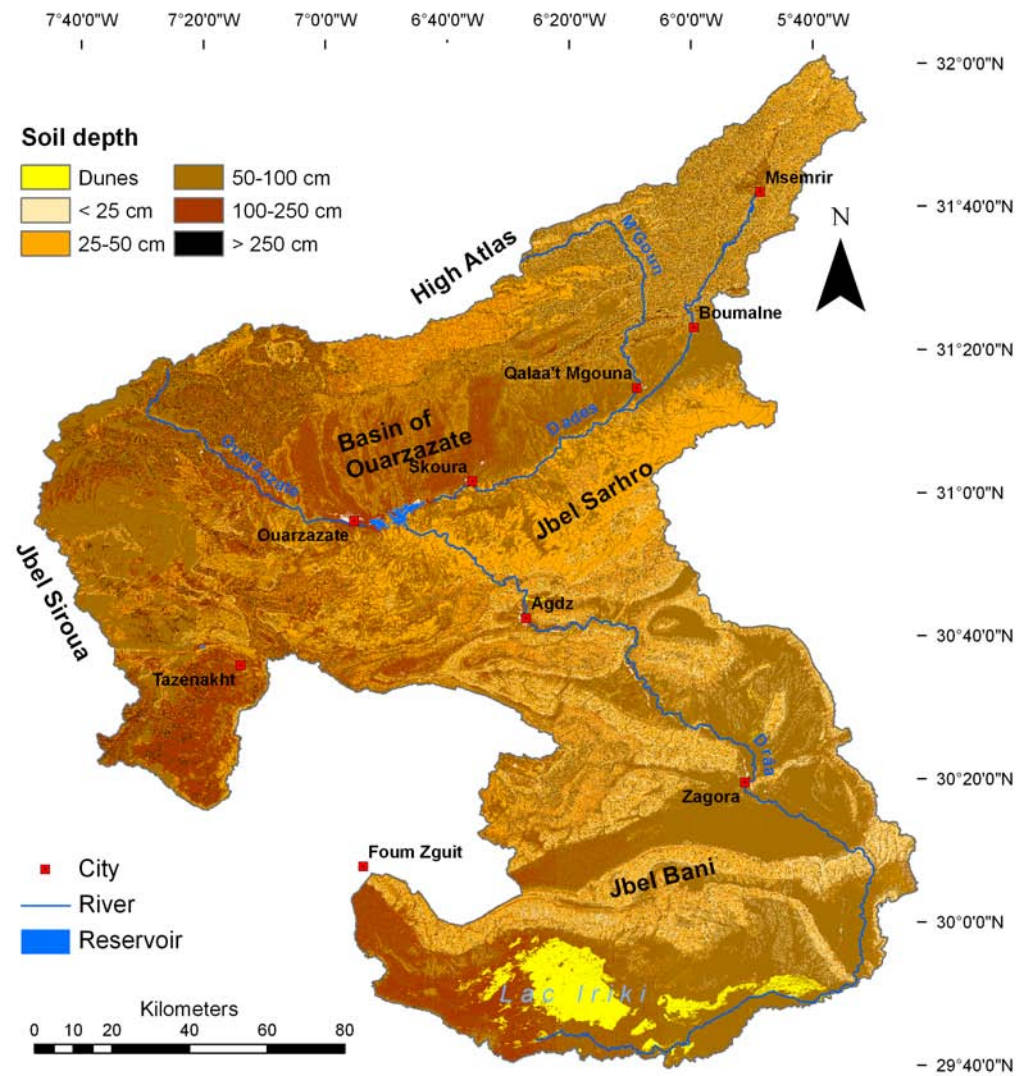 7°40'0"W 7°20'0"W 7°00'0"W 6°40'0"W 6°20'0"W 6°00'0"W 5°40'0"W
32°0'0"N
Soil depth
Dunes
50-100 cm
< 25 cm
100-250 cm
25-50 cm
> 250 cm
Msemrir
31°40'0"N
N
M'Goun
High Atlas
Boumalne
31°20'0"N
Qalaa't Mgouna
Dades
Basin of
Ouarzazate
Skoura
Ouarzazate
31°0'0"N
Jbel Sarhro
Ouarzazate
Jbel Siroua
Agdz
30°40'0"N
Tazenakht
Drâa
30°20'0"N
Zagora
Foum Zguit
City
Jbel Bani
River
30°0'0"N
Reservoir
Lac Iriki
Kilometers
0 10 20 40 60 80
29°40'0"N